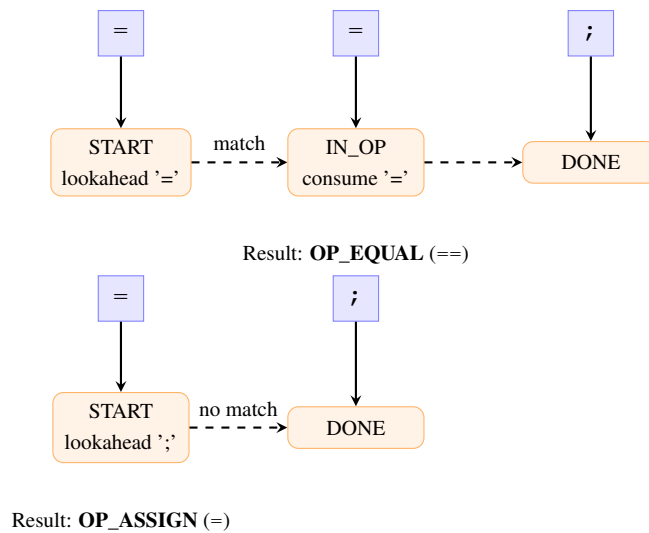 = = ;
START match IN_OP DONE
lookahead '=' consume '='
Result: OP_EQUAL (==)
= ;
START no match DONE
lookahead ';'
Result: OP_ASSIGN (=)